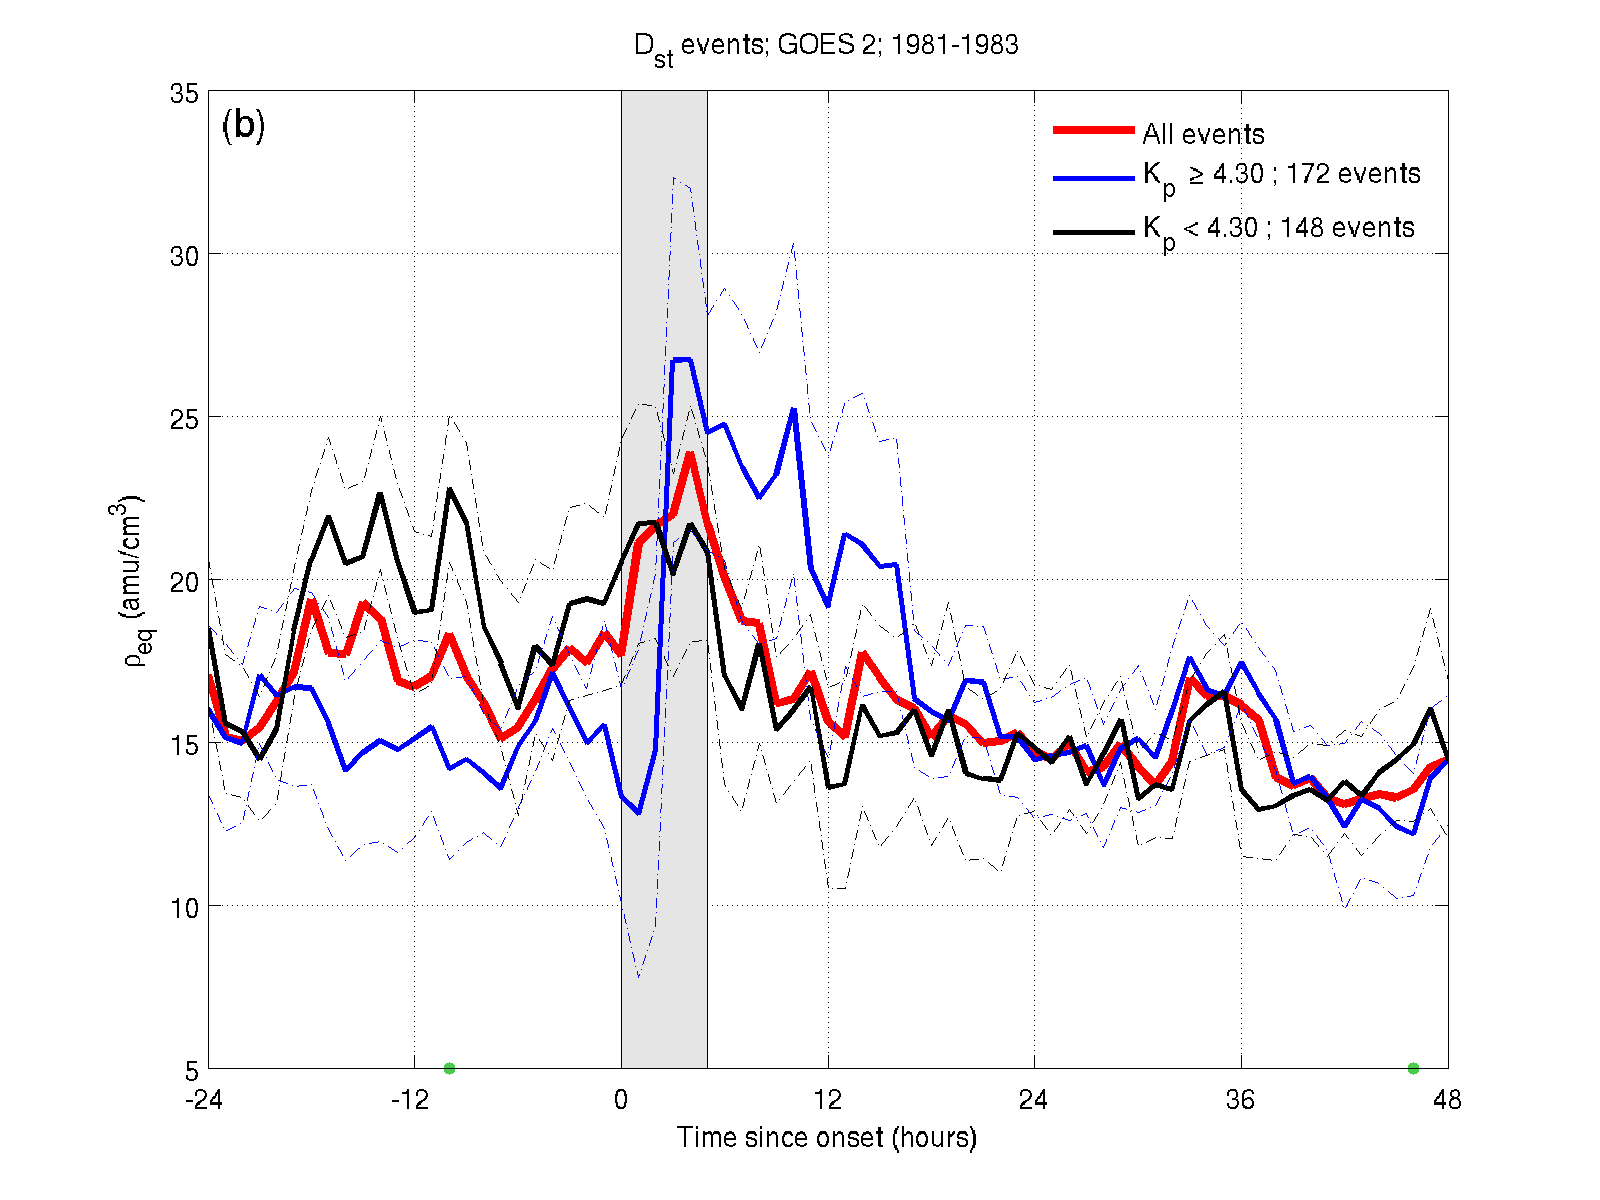 D_st events; GOES 2; 1981-1983
(b)
All events
K_p ≥ 4.30 ; 172 events
K_p < 4.30 ; 148 events
35
30
25
20
15
10
5
ρ_eq (amu/cm^3)
-24 -12 0 12 24 36 48
Time since onset (hours)